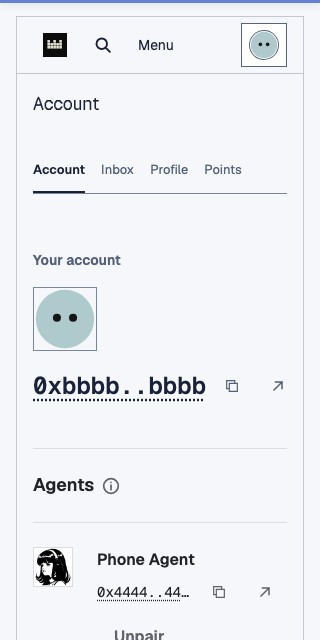 Menu
Account
Account Inbox Profile Points
Your account
0xbbbb..bbbb
Agents
Phone Agent
0x4444..44…
Unpair